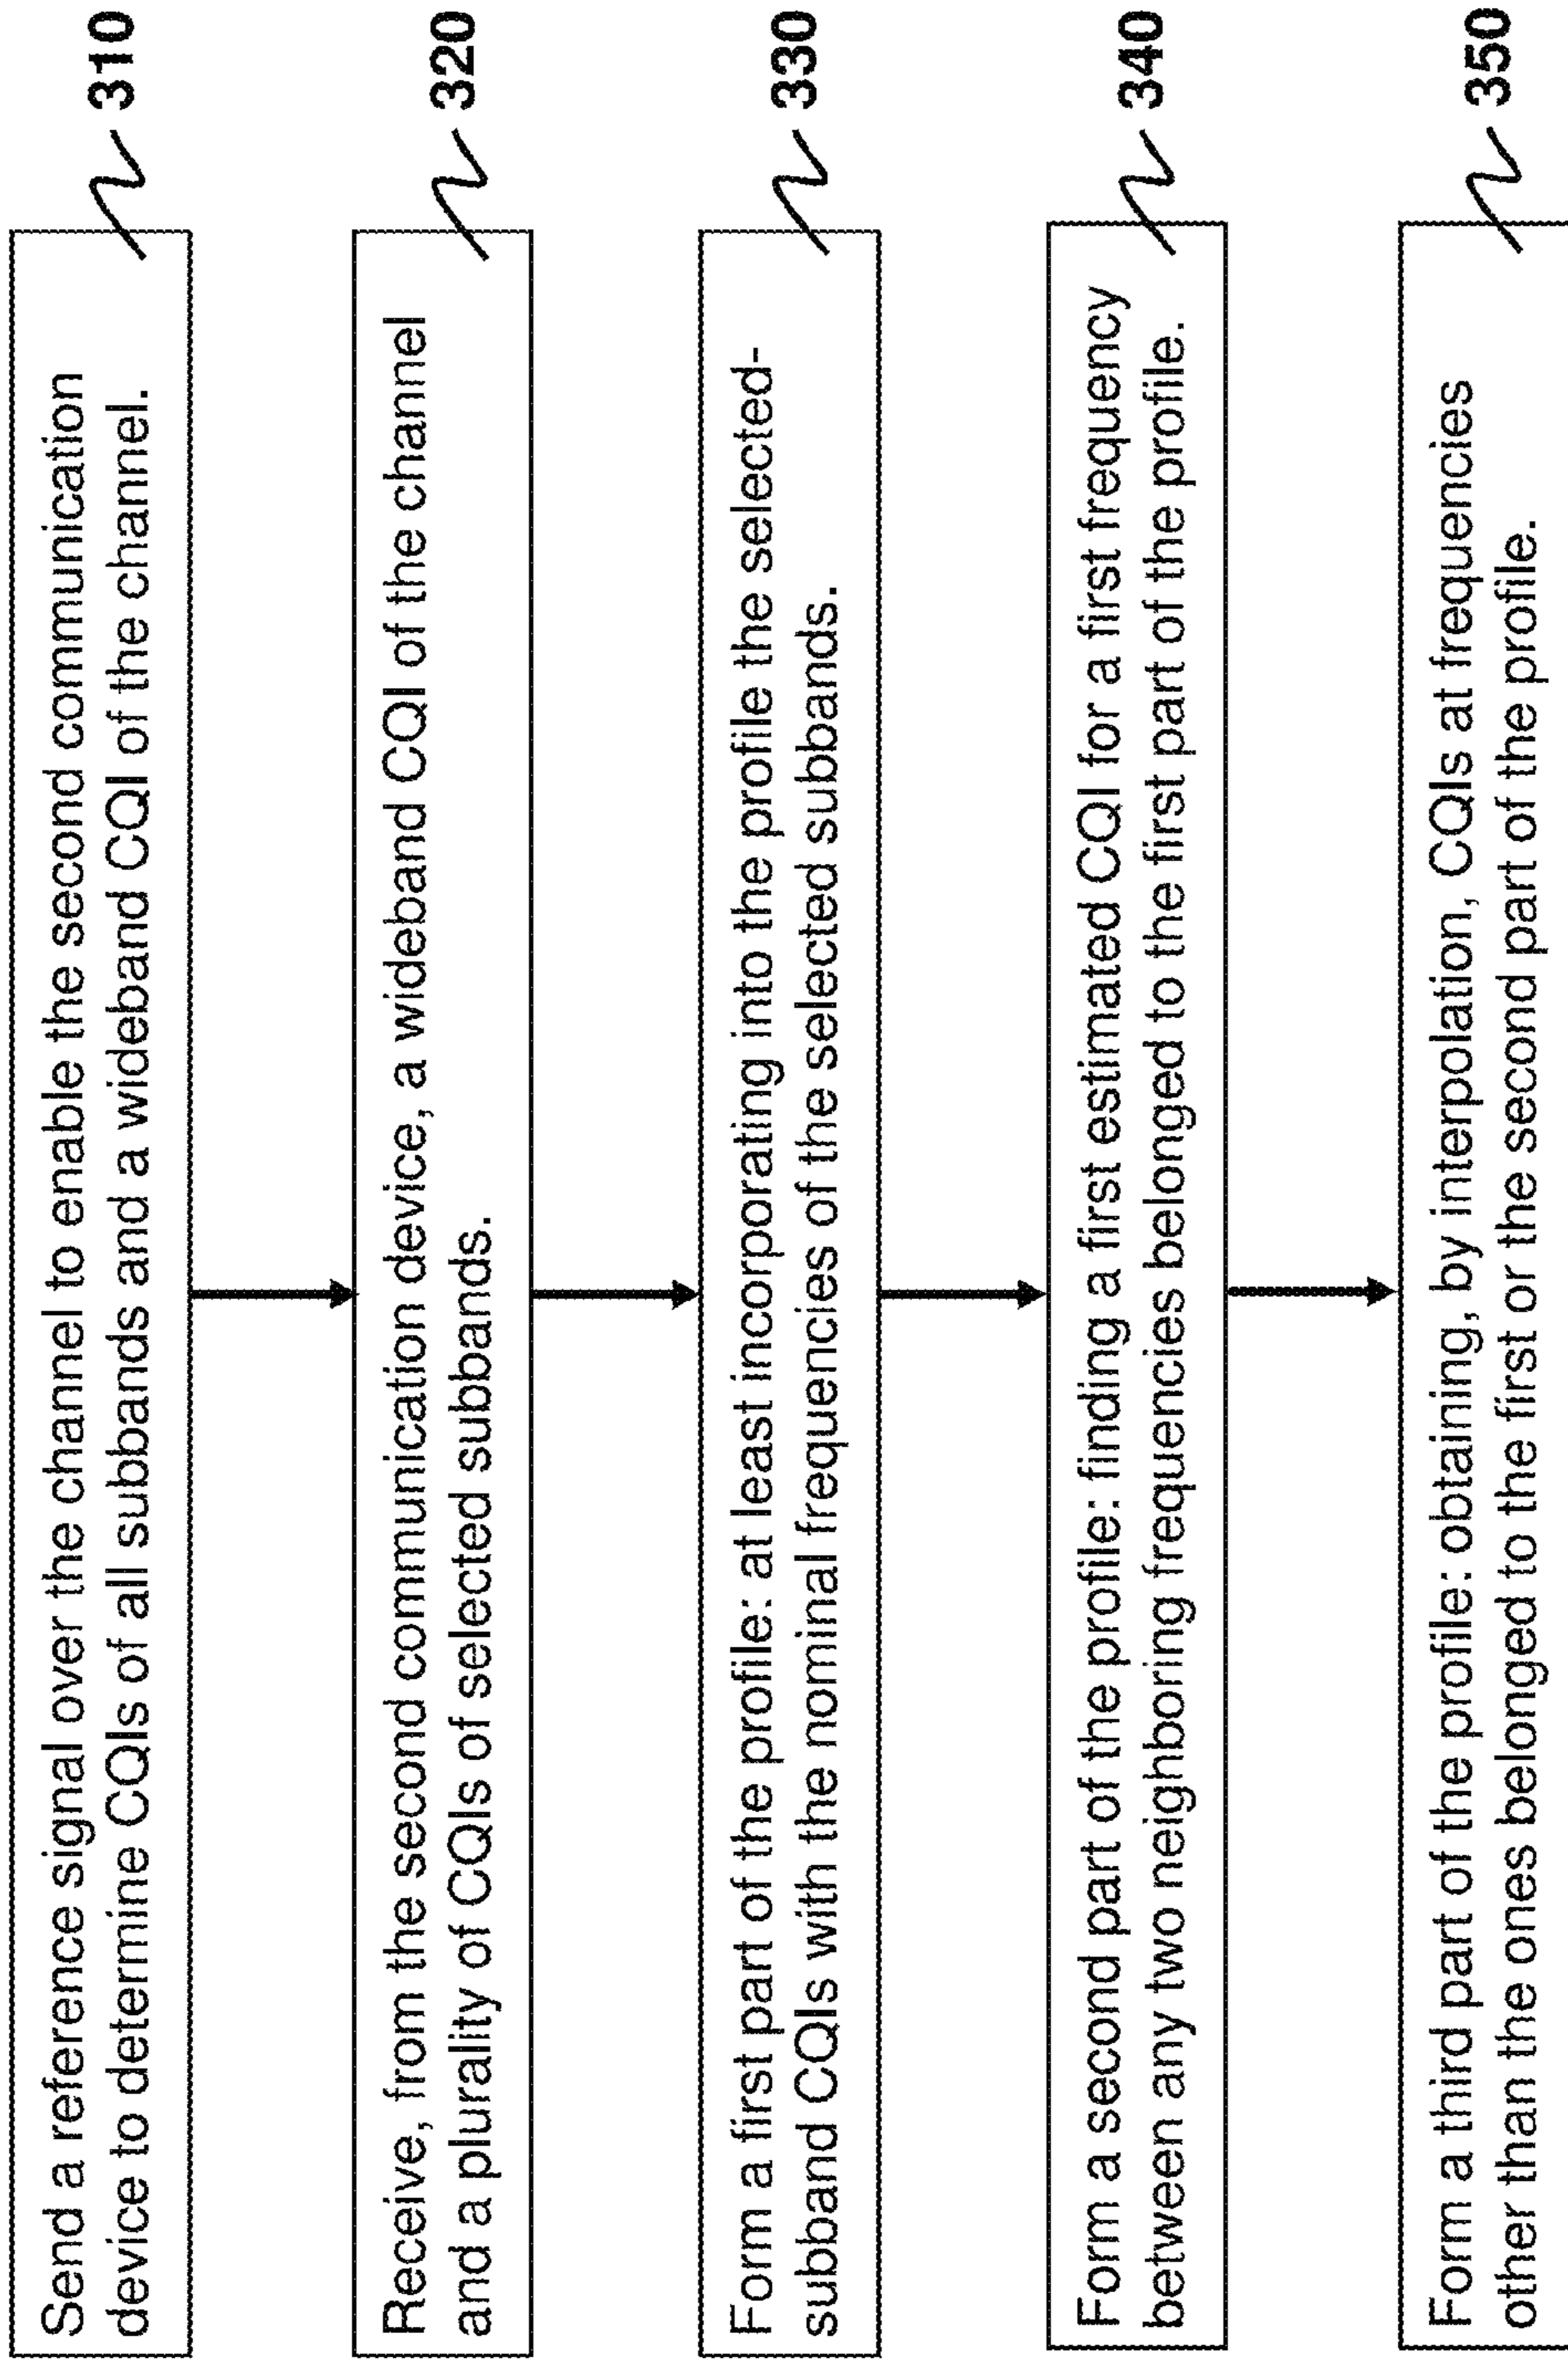 Send a reference signal over the channel to enable the second communication
device to determine CQIs of all subbands and a wideband CQI of the channel.
310
Receive, from the second communication device, a wideband CQI of the channel
and a plurality of CQIs of selected subbands.
320
Form a first part of the profile: at least incorporating into the profile the selected-
subband CQIs with the nominal frequencies of the selected subbands.
330
Form a second part of the profile: finding a first estimated CQI for a first frequency
between any two neighboring frequencies belonged to the first part of the profile.
340
Form a third part of the profile: obtaining, by interpolation, CQIs at frequencies
other than the ones belonged to the first or the second part of the profile.
350